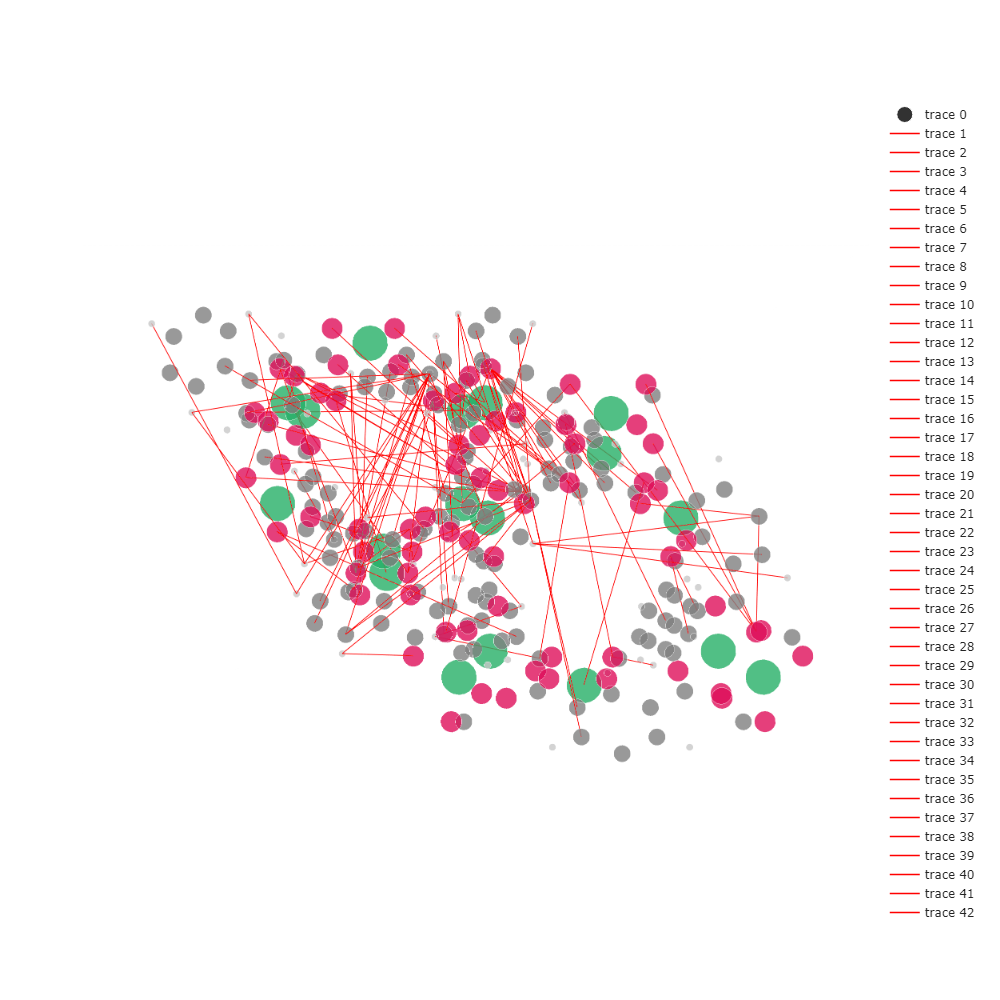 trace 0
trace 1
trace 2
trace 3
trace 4
trace 5
trace 6
trace 7
trace 8
trace 9
trace 10
trace 11
trace 12
trace 13
trace 14
trace 15
trace 16
trace 17
trace 18
trace 19
trace 20
trace 21
trace 22
trace 23
trace 24
trace 25
trace 26
trace 27
trace 28
trace 29
trace 30
trace 31
trace 32
trace 33
trace 34
trace 35
trace 36
trace 37
trace 38
trace 39
trace 40
trace 41
trace 42